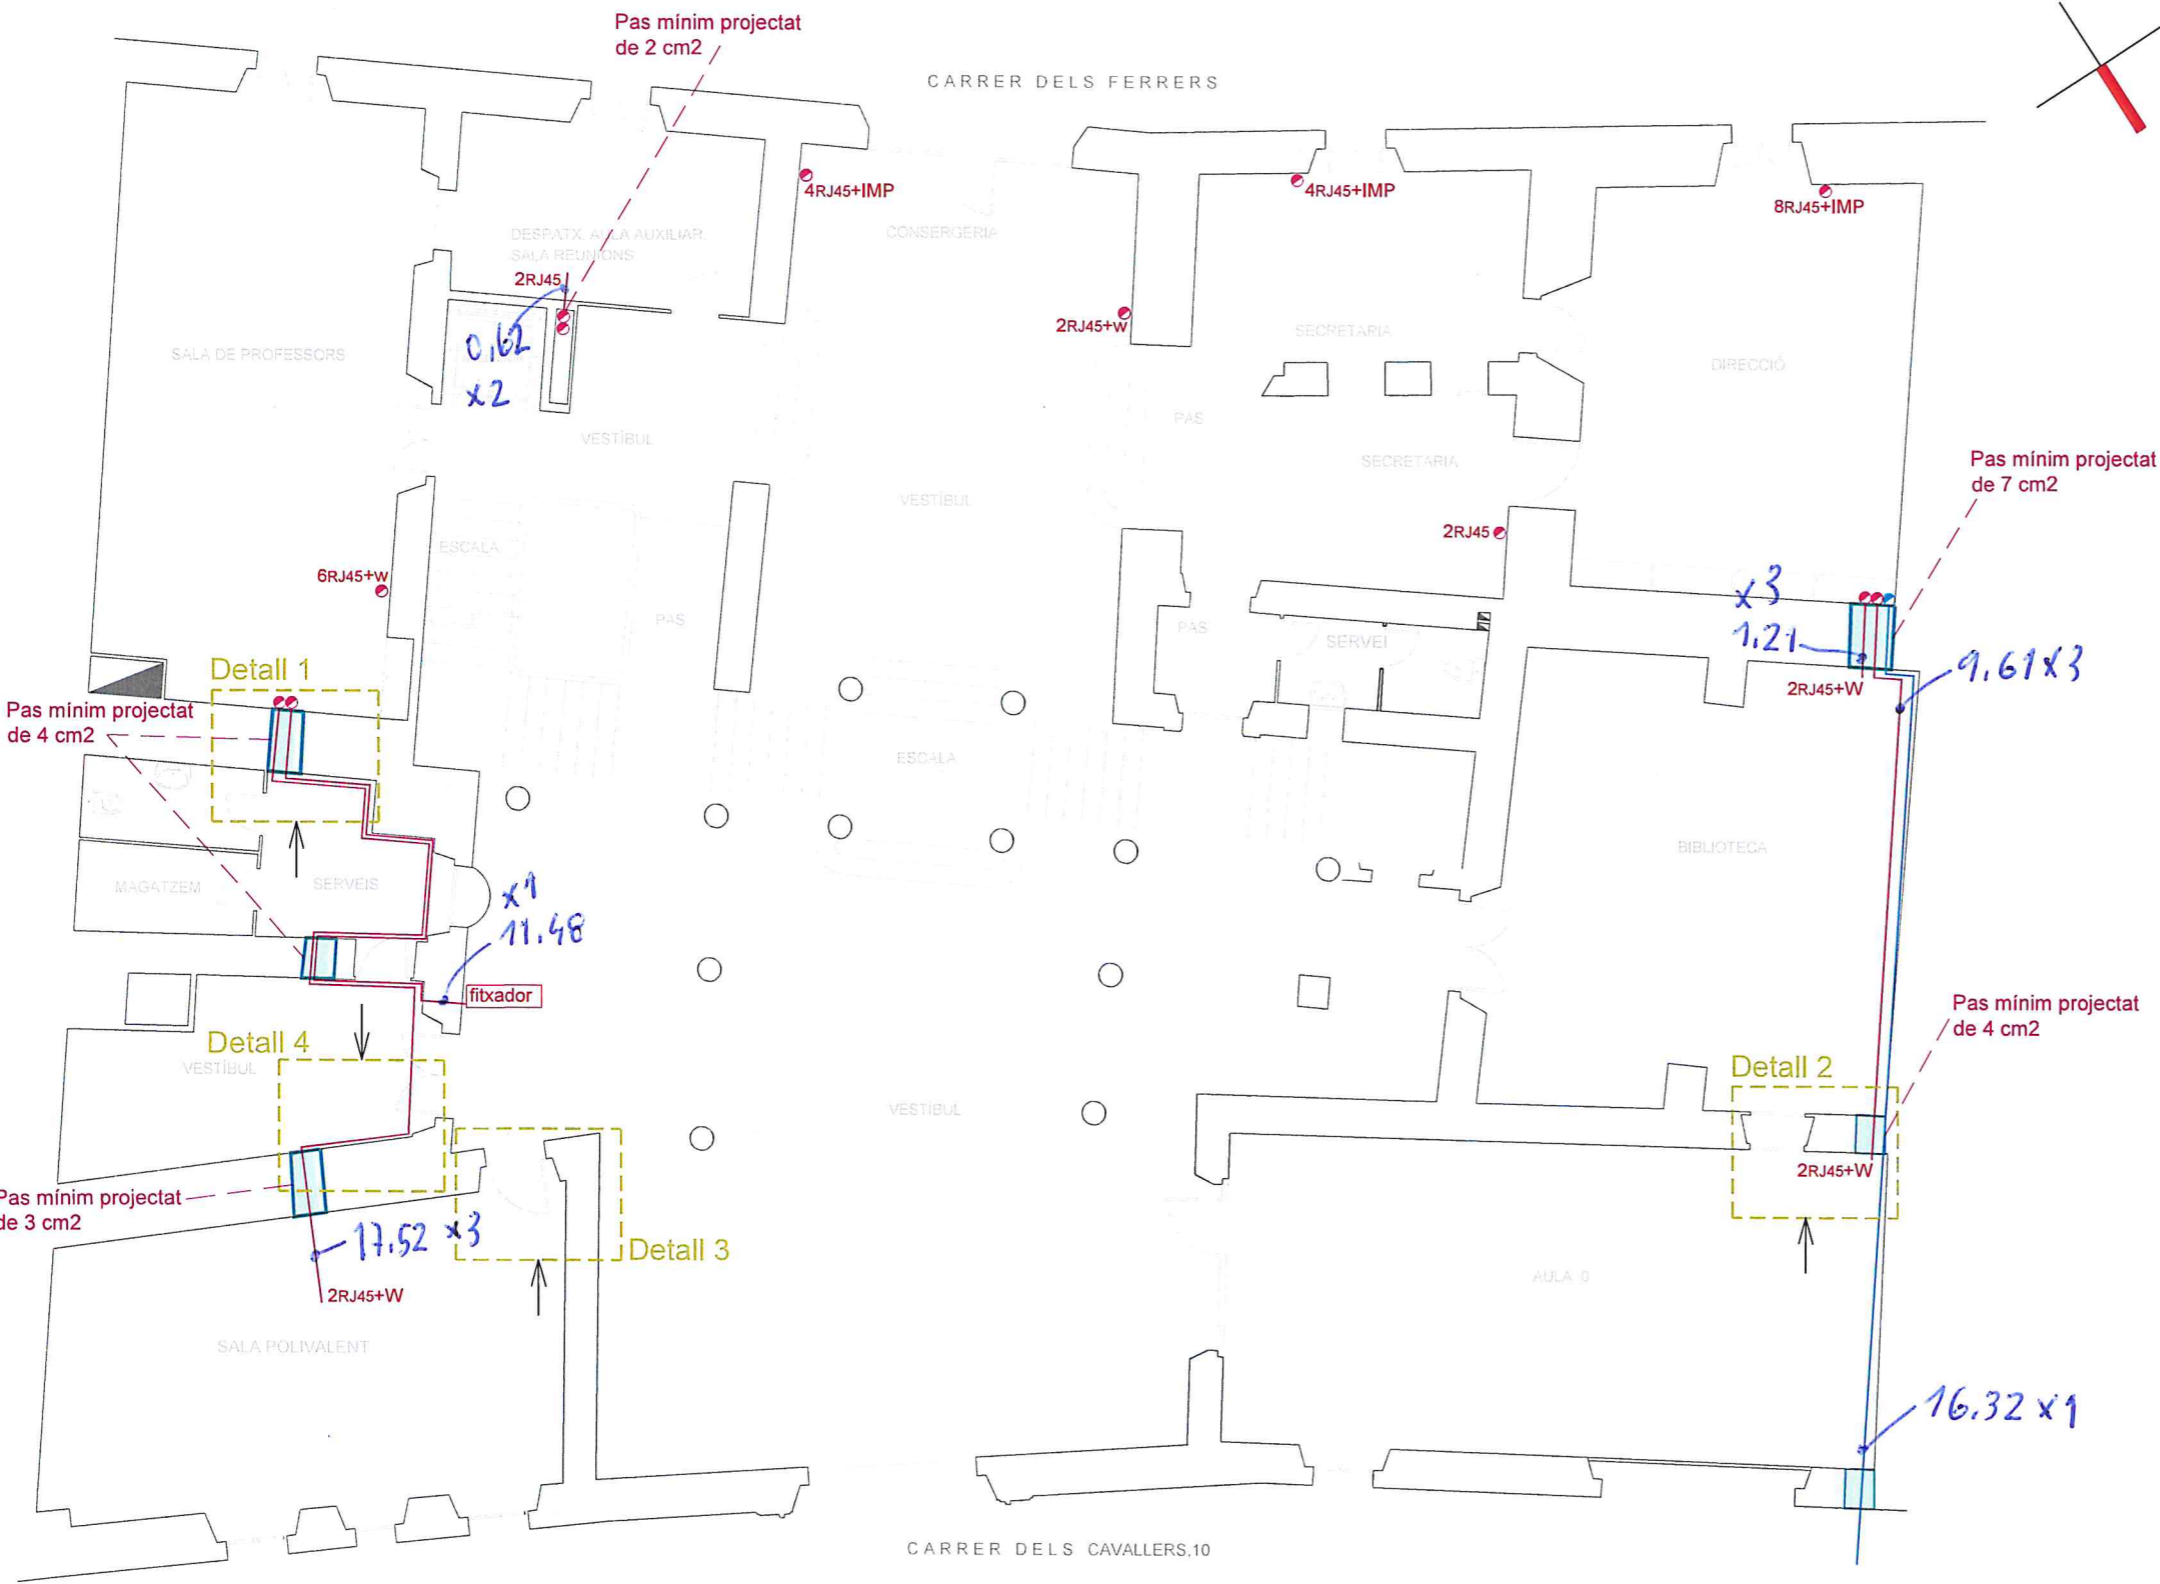 Pas mínim projectat
de 2 cm2
CARRER DELS FERRERS
4RJ45+IMP
4RJ45+IMP
8RJ45+IMP
DESPATX. AULA AUXILIAR.
SALA REUNIONS
CONSERGERIA
2RJ45
0,62
x2
2RJ45+W
SECRETARIA
SALA DE PROFESSORS
DIRECCIÓ
VESTÍBUL
PAS
SECRETARIA
Pas mínim projectat
de 7 cm2
VESTÍBUL
2RJ45
ESCALA
6RJ45+W
PAS
PAS
SERVEI
x3
1.21
2RJ45+W
9.61x3
Detall 1
Pas mínim projectat
de 4 cm2
ESCALA
BIBLIOTECA
MAGATZEM
SERVEIS
x1
11.48
fitxador
Pas mínim projectat
de 4 cm2
Detall 4
VESTÍBUL
Detall 2
VESTÍBUL
2RJ45+W
Pas mínim projectat
de 3 cm2
17.52 x3
Detall 3
2RJ45+W
AULA 0
SALA POLIVALENT
16.32 x1
CARRER DELS CAVALLERS,10